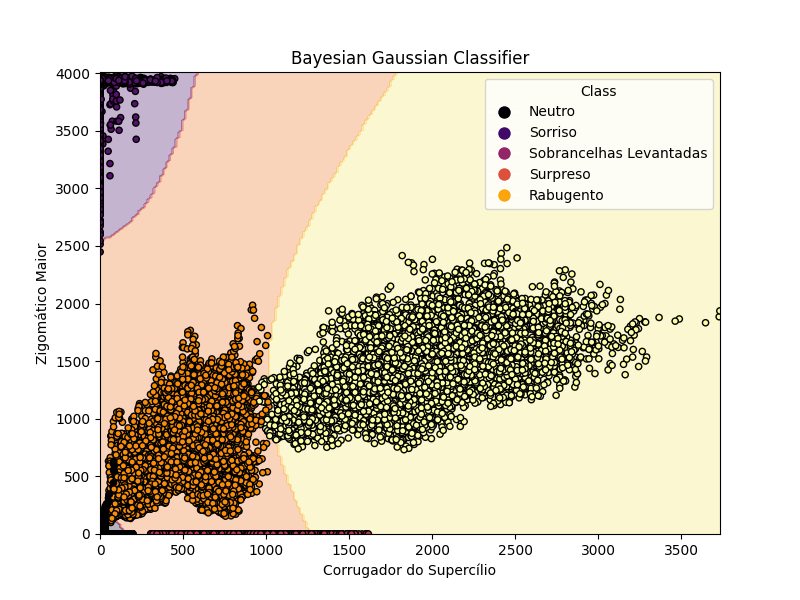 Bayesian Gaussian Classifier
4000
3500
3000
2500
2000
1500
1000
500
0
Zigomático Maior
Class
Neutro
Sorriso
Sobrancelhas Levantadas
Surpreso
Rabugento
0
500
1000
1500
2000
2500
3000
3500
Corrugador do Supercílio